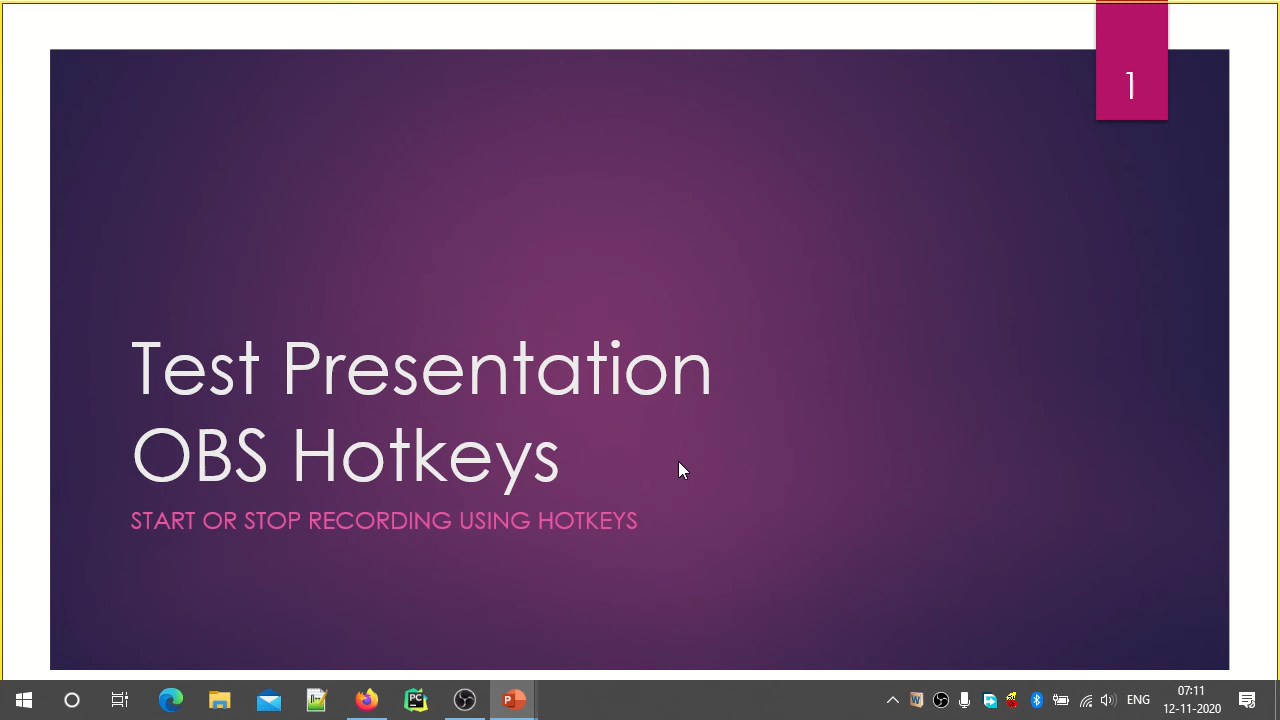 1
Test Presentation
OBS Hotkeys
START OR STOP RECORDING USING HOTKEYS
ENG
07:11
12-11-2020